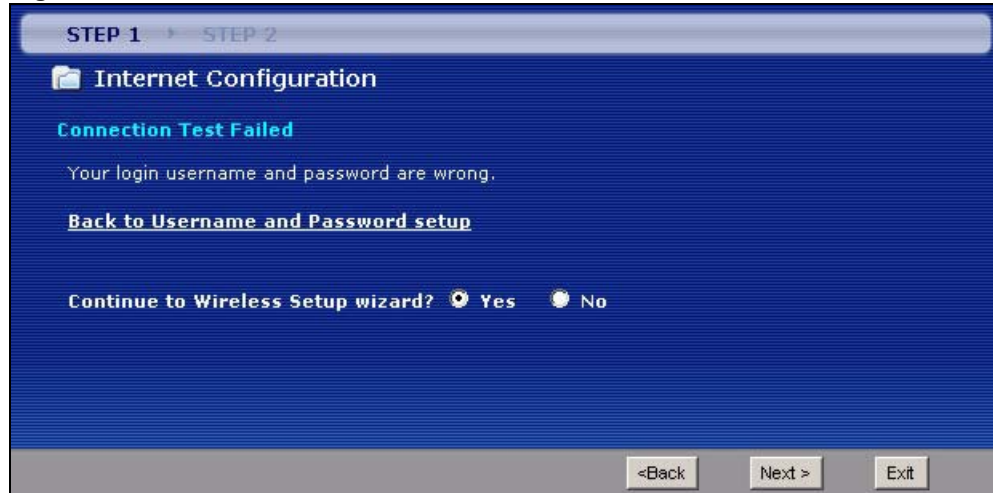 STEP 1 STEP 2
Internet Configuration
Connection Test Failed
Your login username and password are wrong.
Back to Username and Password setup
Continue to Wireless Setup wizard? Yes No
<Back Next > Exit